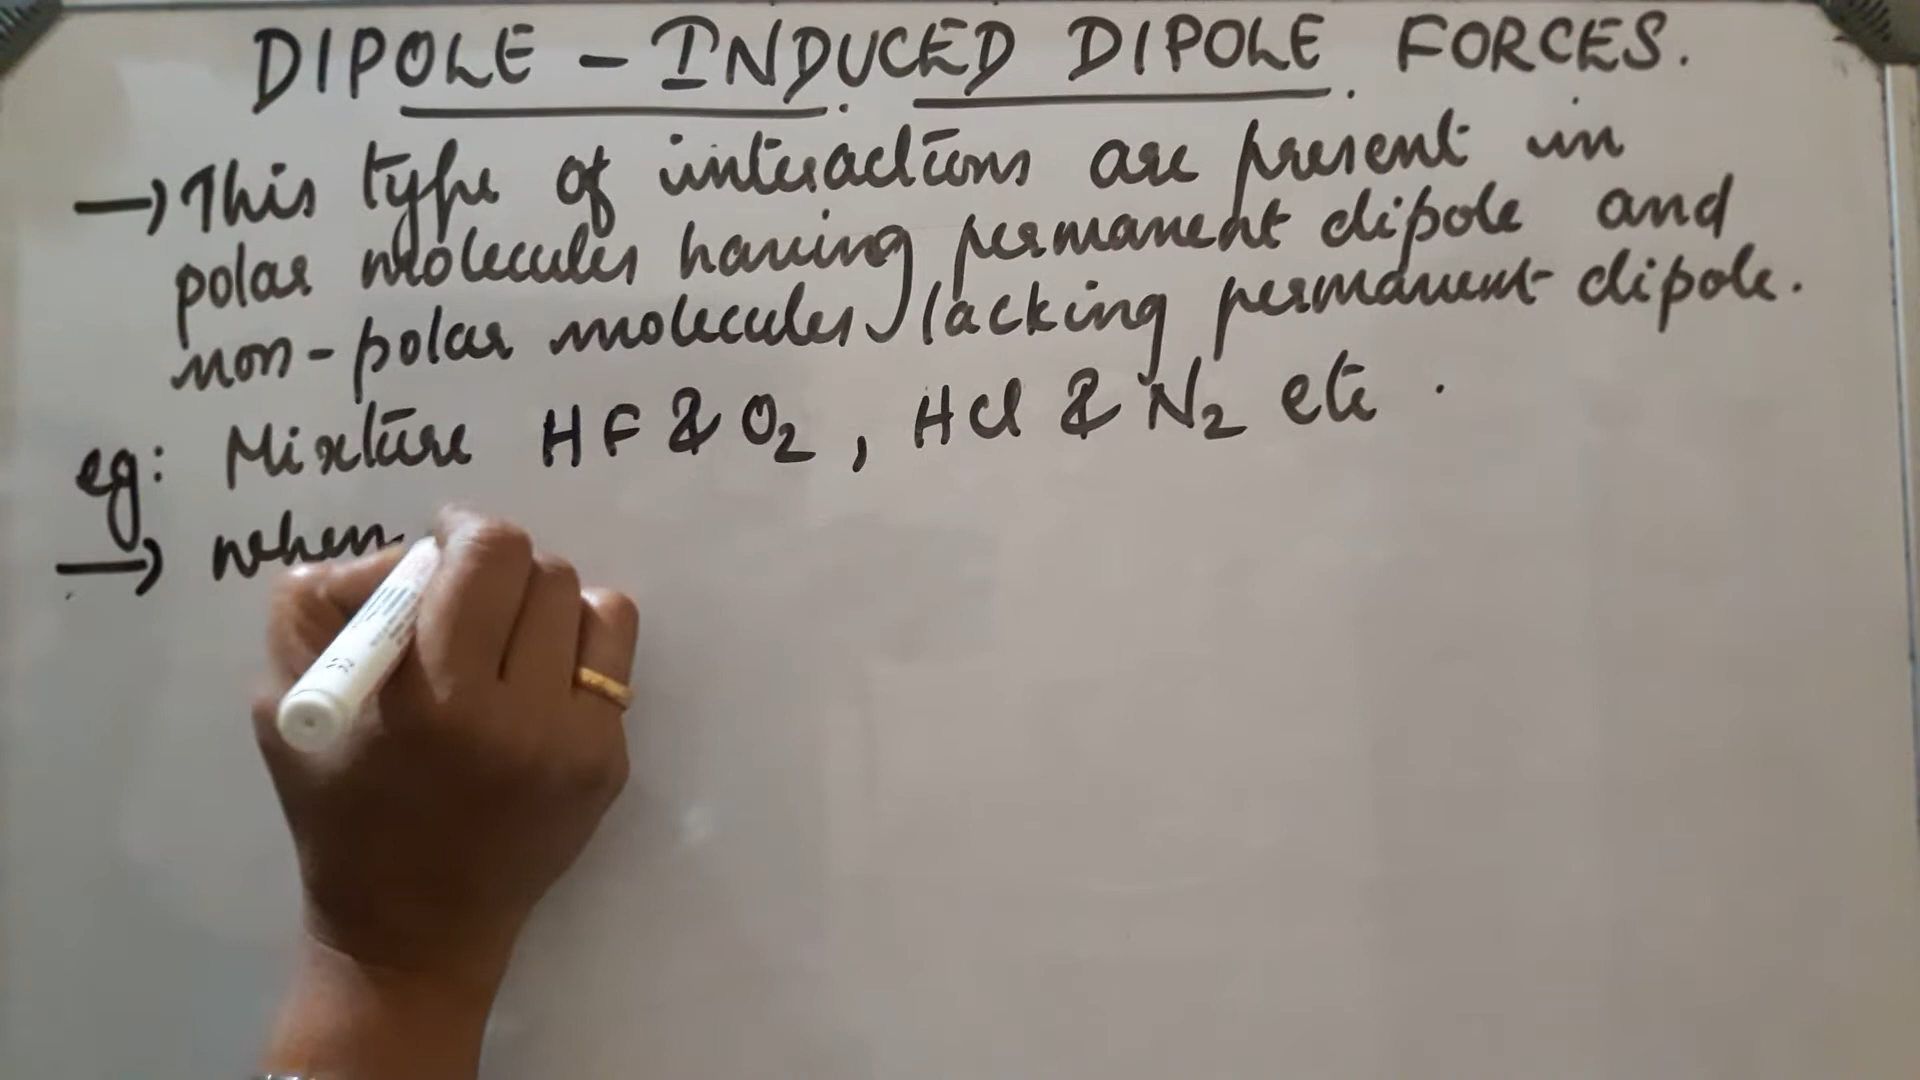 DIPOLE - INDUCED DIPOLE FORCES.
→ This type of interactions are present in
polar molecules having permanent dipole and
non-polar molecules lacking permanent dipole.
eg: Mixture HF & O2, HCl & N2 etc.
→ when